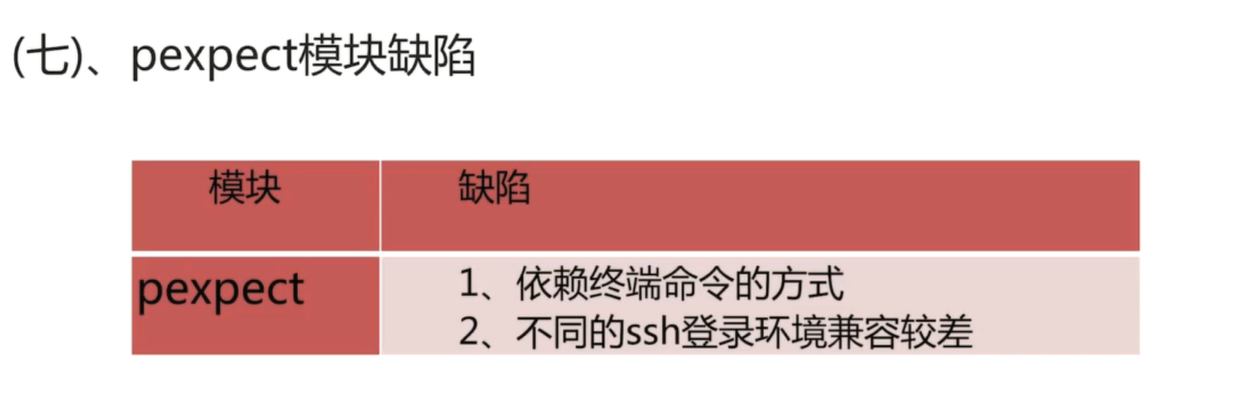 (七)、pexpect模块缺陷
模块
缺陷
pexpect
1、依赖终端命令的方式
2、不同的ssh登录环境兼容较差